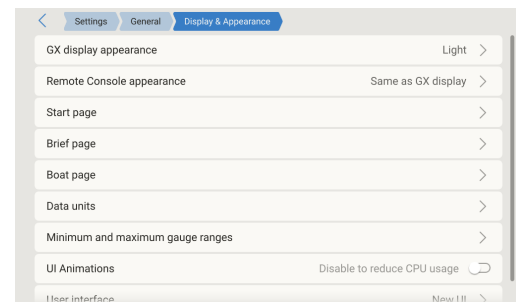 Settings General Display & Appearance
GX display appearance Light
Remote Console appearance Same as GX display
Start page
Brief page
Boat page
Data units
Minimum and maximum gauge ranges
UI Animations Disable to reduce CPU usage
User interface New UI